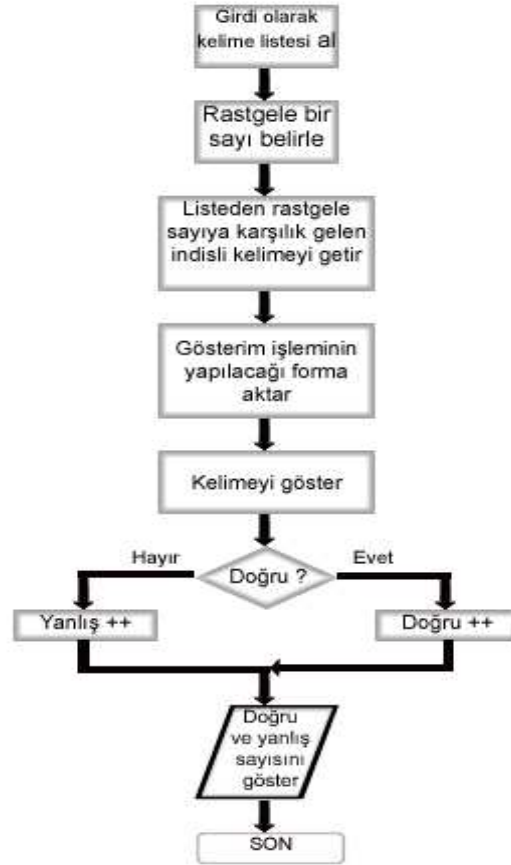 Girdi olarak
kelime listesi al
Rastgele bir
sayı belirle
Listeden rastgele
sayıya karşılık gelen
indisli kelimeyi getir
Gösterim işleminin
yapılacağı forma
aktar
Kelimeyi göster
Hayır
Doğru ?
Evet
Yanlış ++
Doğru ++
Doğru
ve yanlış
sayısını
göster
SON